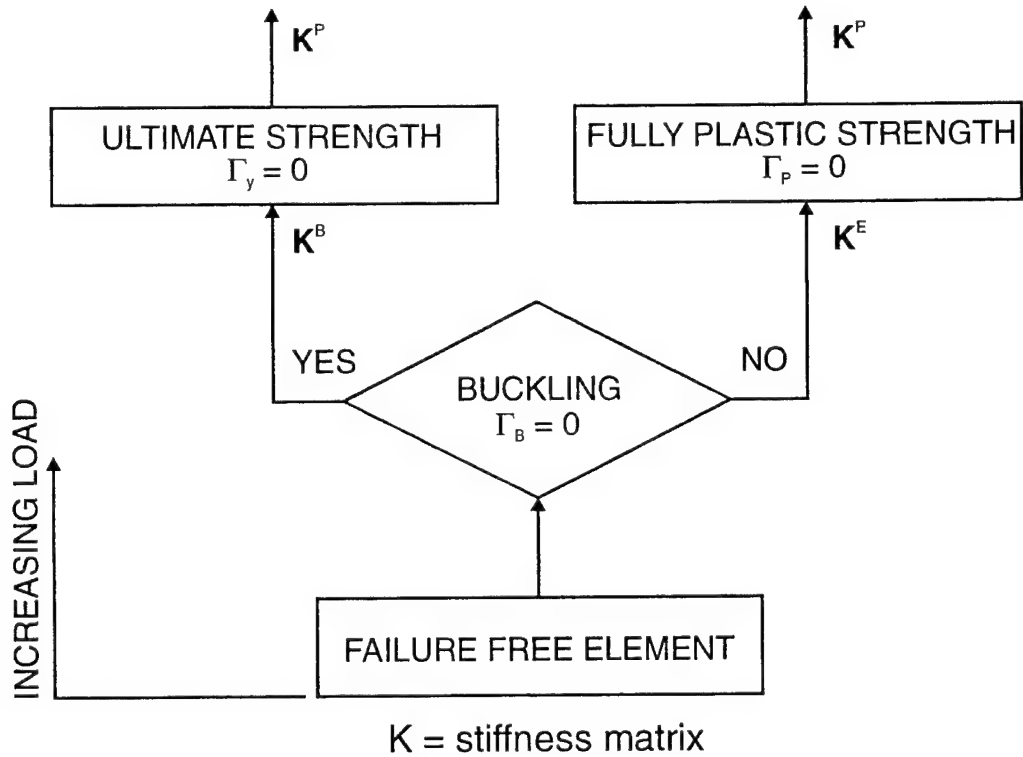 K^P
K^P
ULTIMATE STRENGTH
Γ_y = 0
FULLY PLASTIC STRENGTH
Γ_P = 0
K^B
K^E
YES
NO
BUCKLING
Γ_B = 0
INCREASING LOAD
FAILURE FREE ELEMENT
K = stiffness matrix